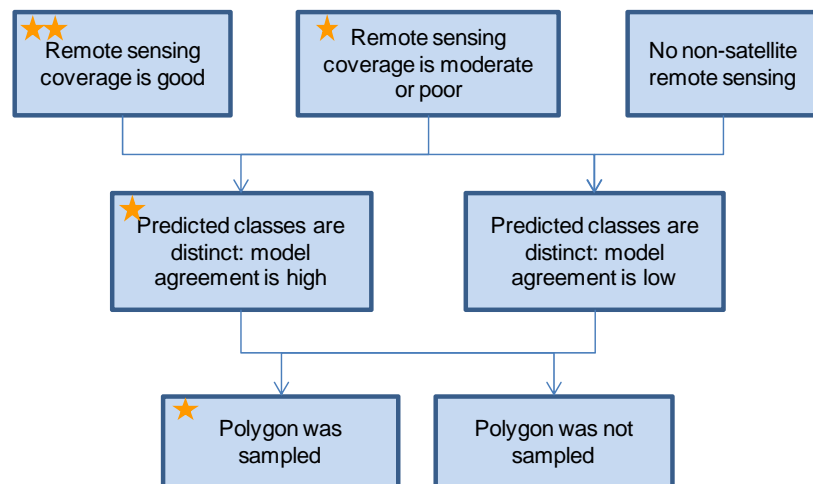 Remote sensing
coverage is good
Remote sensing
coverage is moderate
or poor
No non-satellite
remote sensing
Predicted classes are
distinct: model
agreement is high
Predicted classes are
distinct: model
agreement is low
Polygon was
sampled
Polygon was not
sampled